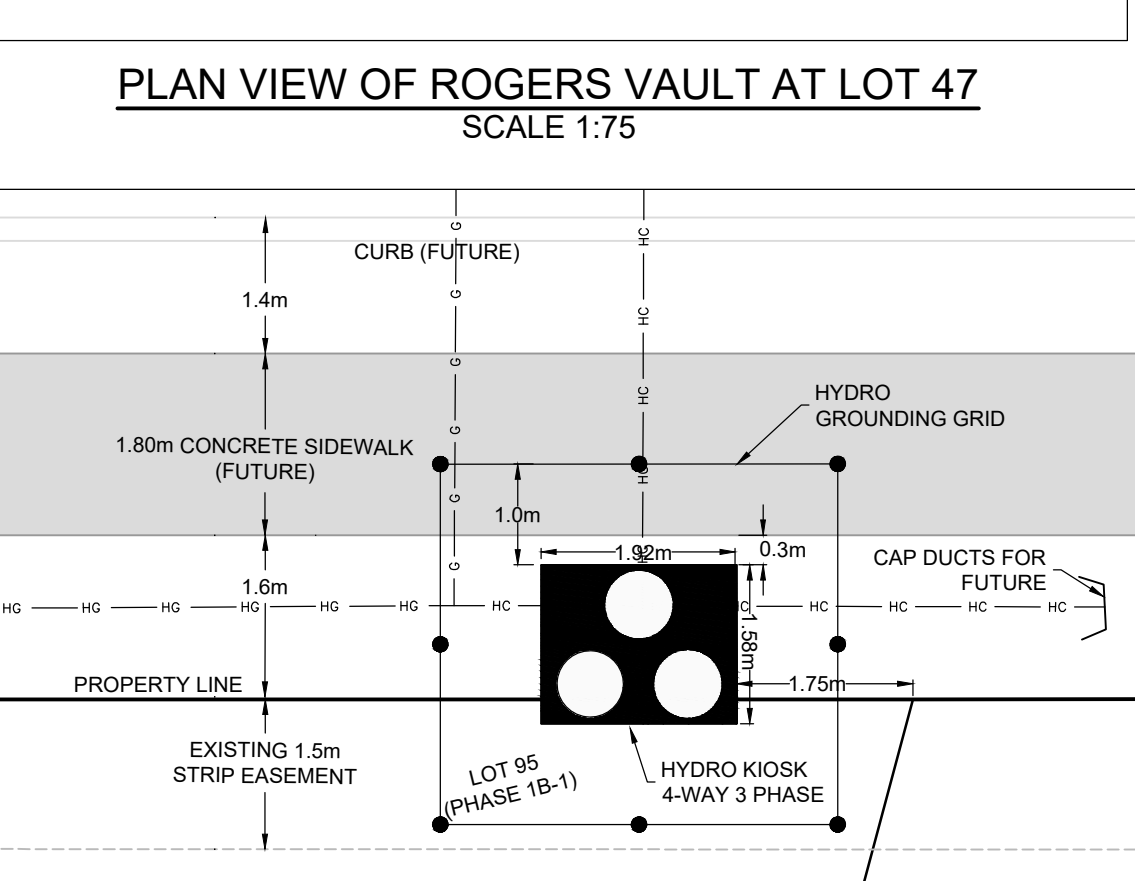 PLAN VIEW OF ROGERS VAULT AT LOT 47
SCALE 1:75
G
HC
CURB (FUTURE)
G
1.4m
HC
G
HC
HYDRO
GROUNDING GRID
G
1.80m CONCRETE SIDEWALK
(FUTURE)
HC
G
1.0m
1.92m
0.3m
CAP DUCTS FOR
FUTURE
G
1.6m
HG HG HG HG HG HG HC HC HC HC HC
1.58m
PROPERTY LINE
1.75m
EXISTING 1.5m
STRIP EASEMENT
LOT 95
(PHASE 1B-1)
HYDRO KIOSK
4-WAY 3 PHASE